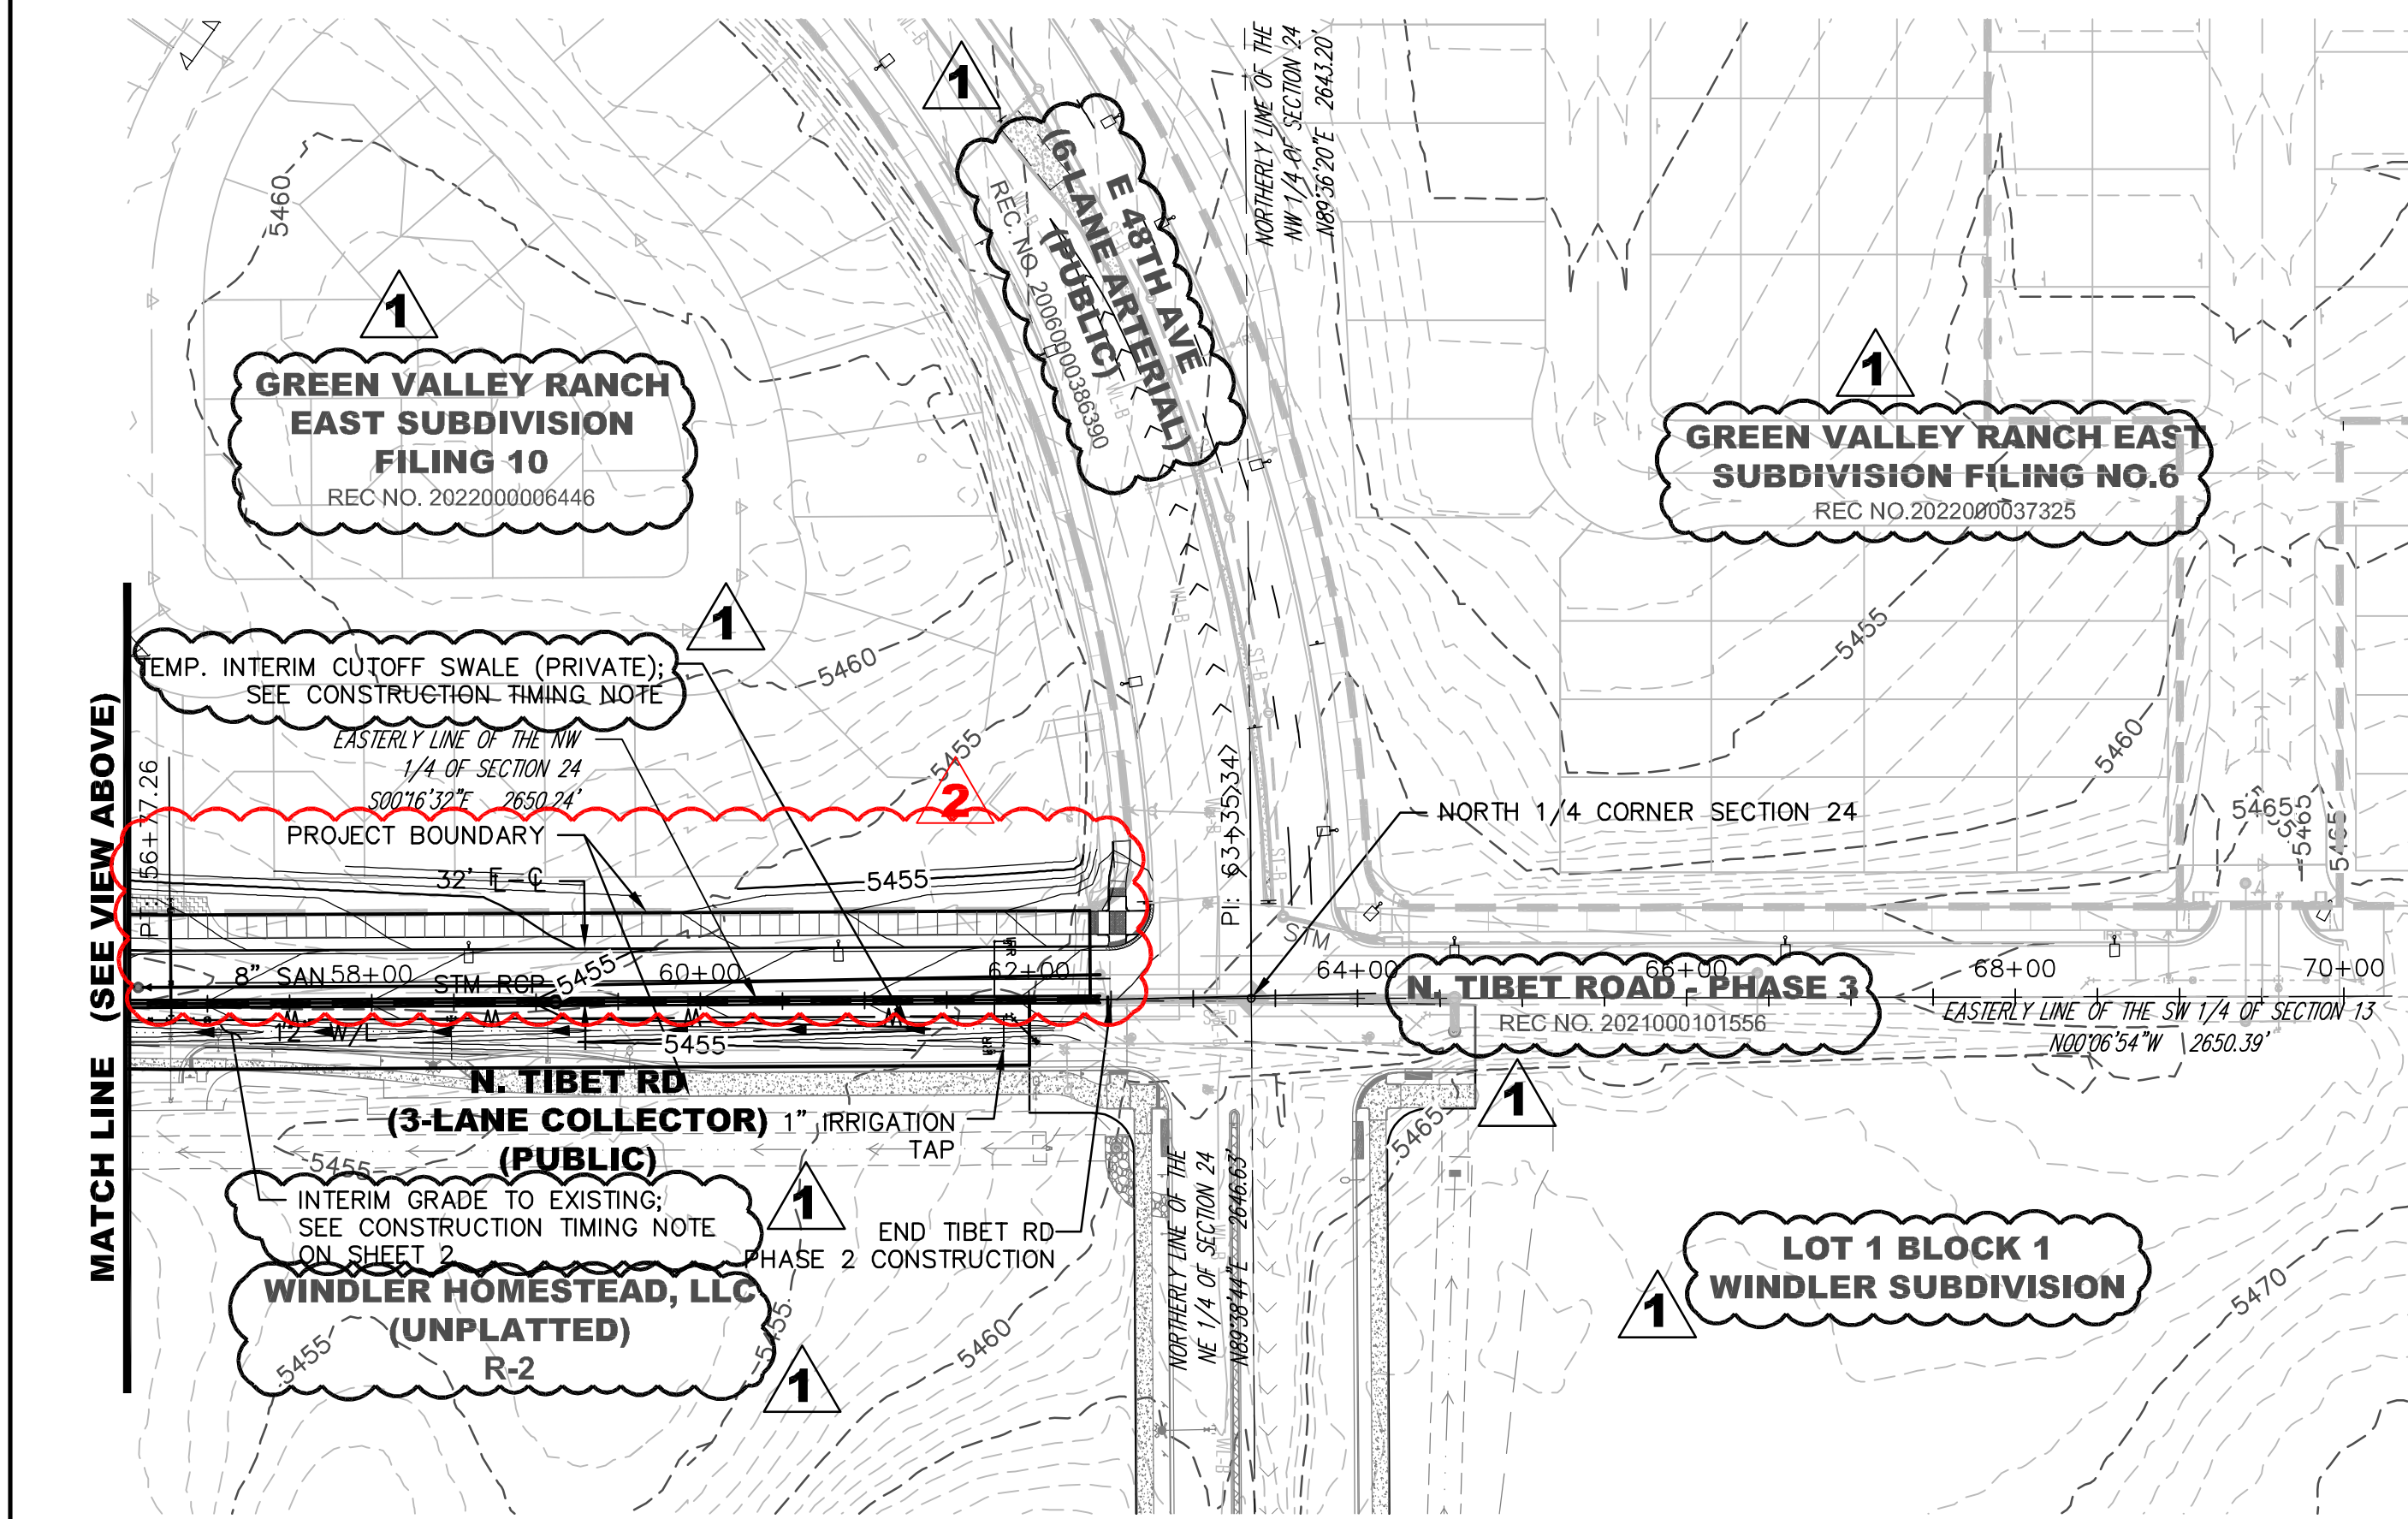 1
NORTHERLY LINE OF THE
NW 1/4 OF SECTION 24
N89°36'20"E 2643.20'
E 48TH AVE
(6-LANE ARTERIAL)
(PUBLIC)
REC. NO. 2006000386390
5460
1
GREEN VALLEY RANCH
EAST SUBDIVISION
FILING 10
REC NO. 2022000006446
1
GREEN VALLEY RANCH EAST
SUBDIVISION FILING NO.6
REC NO.2022000037325
MATCH LINE (SEE VIEW ABOVE)
1
TEMP. INTERIM CUTOFF SWALE (PRIVATE);
SEE CONSTRUCTION TIMING NOTE
5460
5455
5455
5460
EASTERLY LINE OF THE NW
1/4 OF SECTION 24
S00°16'32"E 2650.24'
2
PROJECT BOUNDARY
32' FL-CL
5455
PI: 63+35.34
NORTH 1/4 CORNER SECTION 24
5465
5465
5465
STM
8" SAN
58+00
STM RCP
5455
60+00
62+00
64+00
66+00
68+00
70+00
N. TIBET ROAD - PHASE 3
REC NO. 2021000101556
EASTERLY LINE OF THE SW 1/4 OF SECTION 13
N00°06'54"W 2650.39'
12" W/L
5455
N. TIBET RD
(3-LANE COLLECTOR)
(PUBLIC)
1" IRRIGATION
TAP
1
5465
5455
INTERIM GRADE TO EXISTING;
SEE CONSTRUCTION TIMING NOTE
ON SHEET 2
1
END TIBET RD
PHASE 2 CONSTRUCTION
NORTHERLY LINE OF THE
NE 1/4 OF SECTION 24
N89°38'44"E 2646.63'
WINDLER HOMESTEAD, LLC
(UNPLATTED)
R-2
5455
5455
5460
1
LOT 1 BLOCK 1
WINDLER SUBDIVISION
1
5470